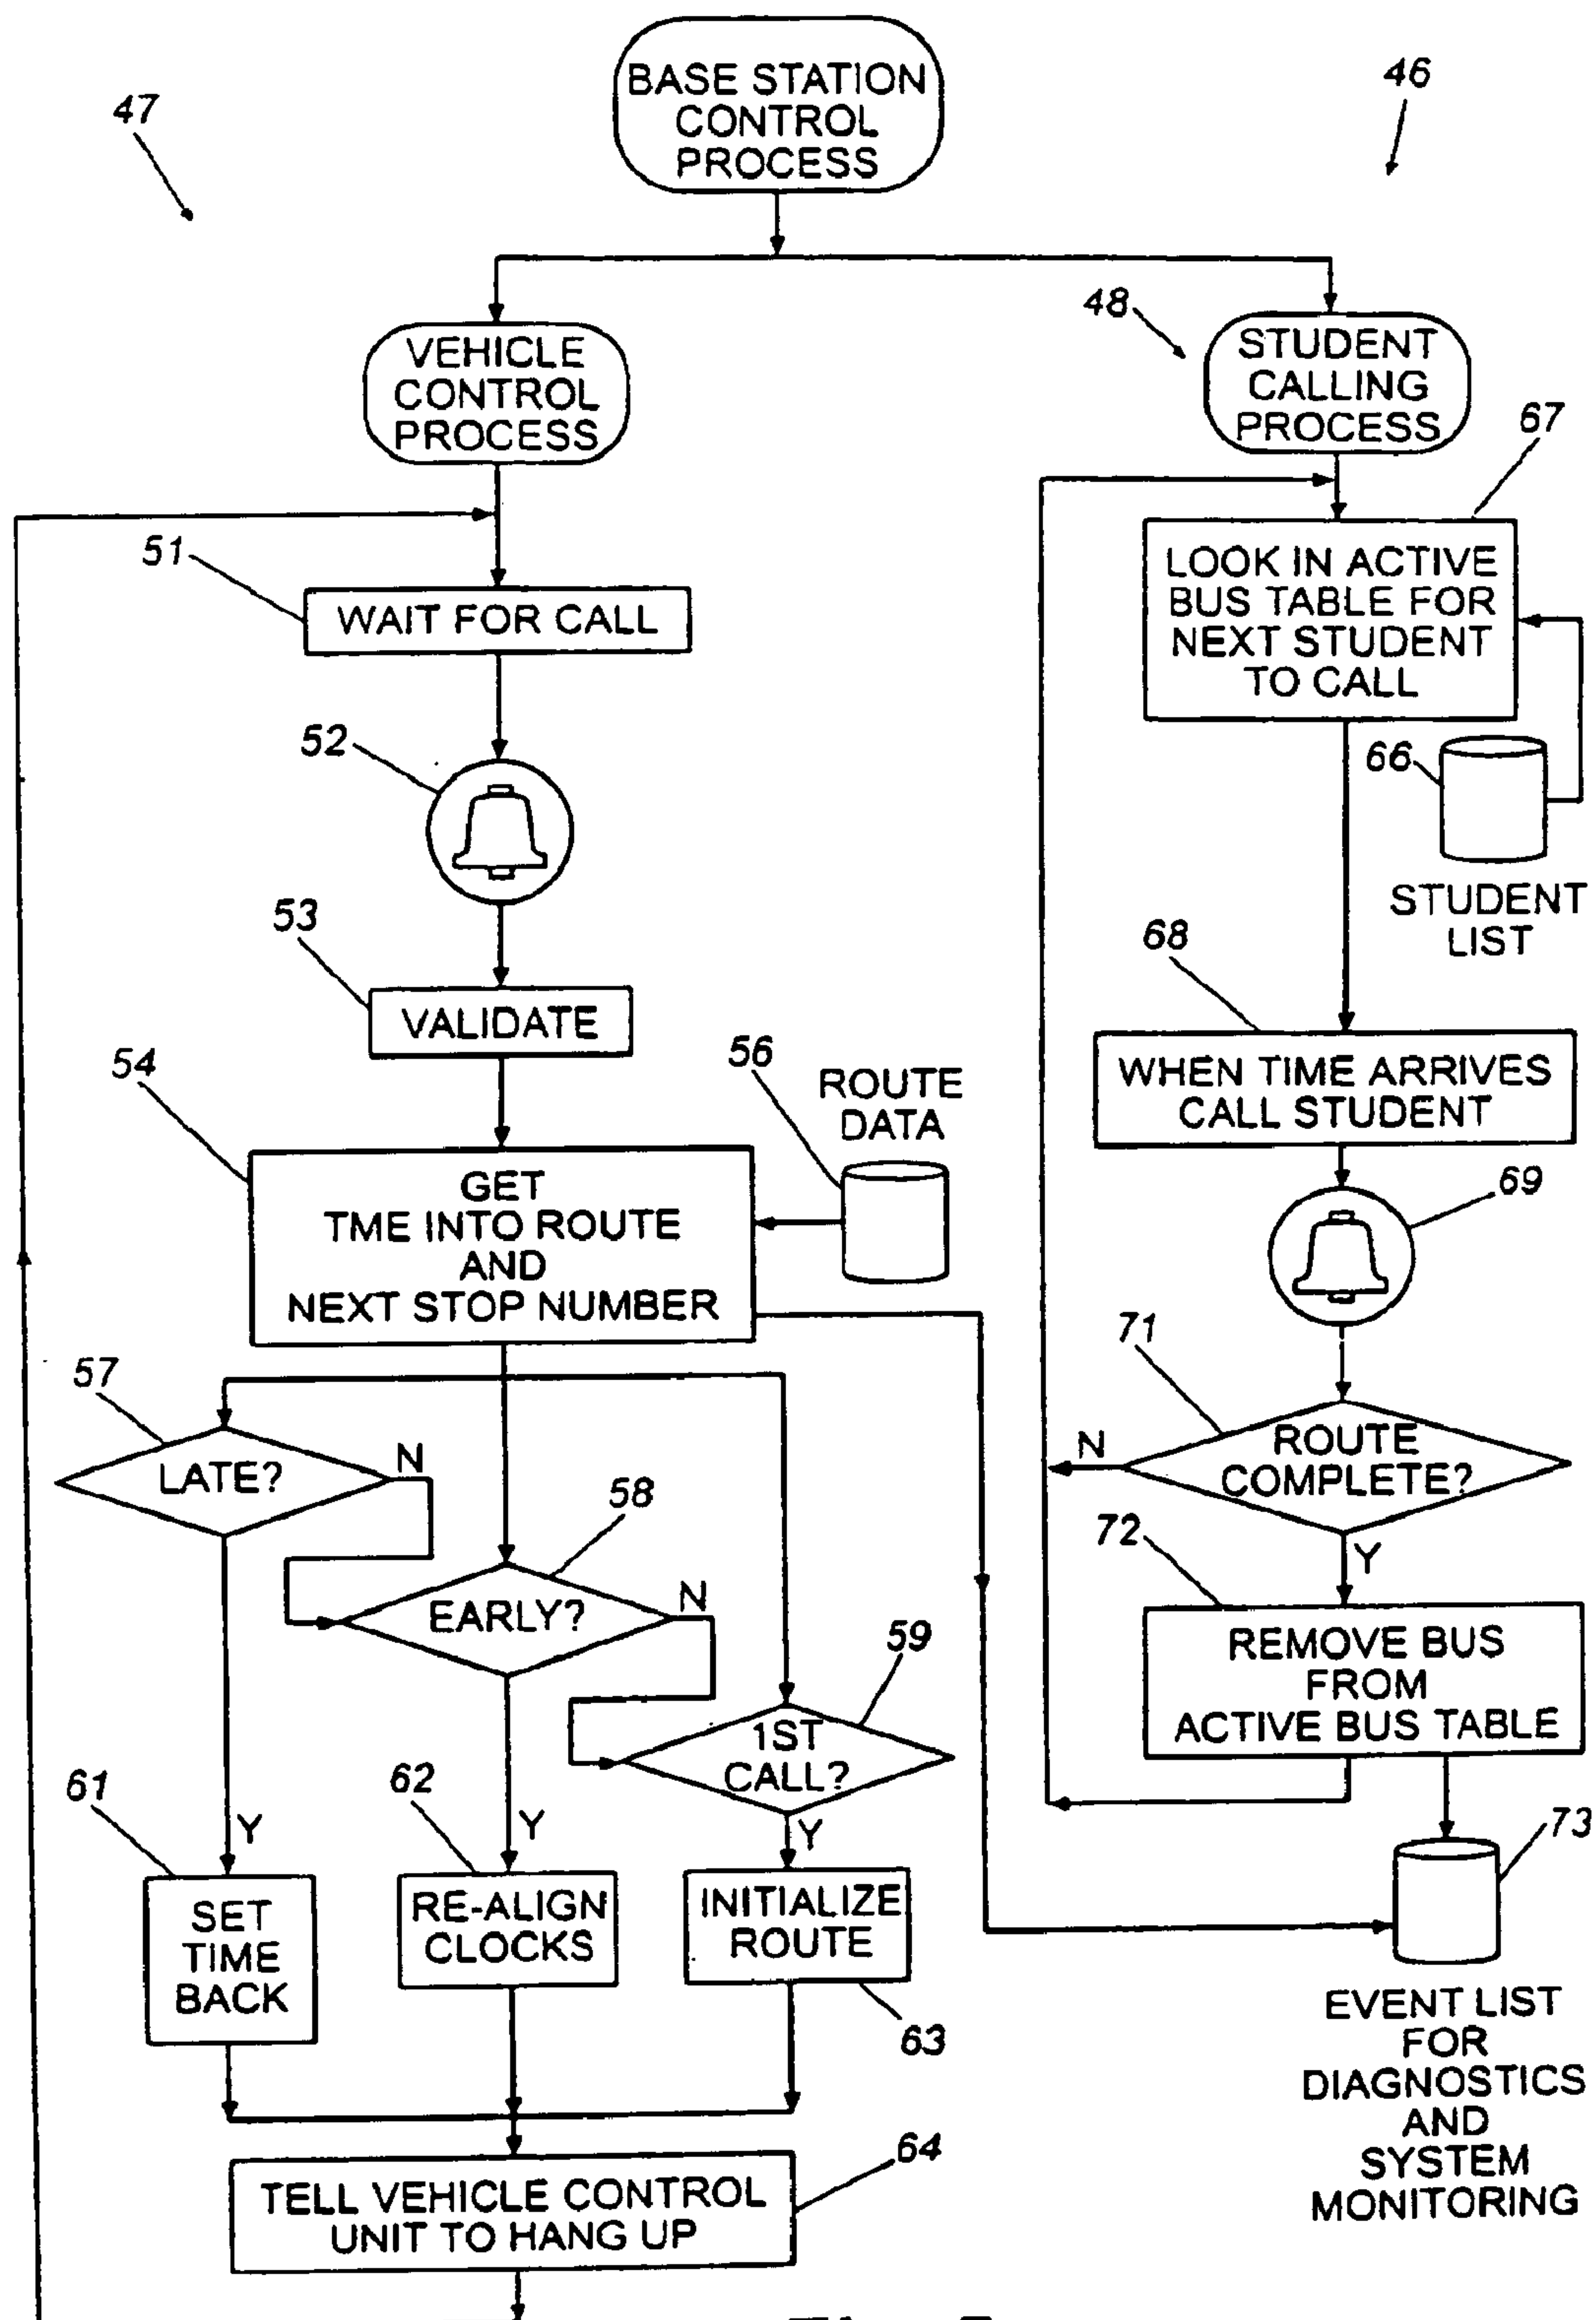 BASE STATION
CONTROL
PROCESS
47
46
VEHICLE
CONTROL
PROCESS
48
STUDENT
CALLING
PROCESS
67
51
WAIT FOR CALL
LOOK IN ACTIVE
BUS TABLE FOR
NEXT STUDENT
TO CALL
52
66
STUDENT
LIST
53
VALIDATE
68
WHEN TIME ARRIVES
CALL STUDENT
54
56
ROUTE
DATA
GET
TME INTO ROUTE
AND
NEXT STOP NUMBER
69
71
ROUTE
COMPLETE?
N
Y
57
LATE?
N
58
EARLY?
N
59
1ST
CALL?
72
REMOVE BUS
FROM
ACTIVE BUS TABLE
61
Y
SET
TIME
BACK
62
Y
RE-ALIGN
CLOCKS
Y
INITIALIZE
ROUTE
63
73
EVENT LIST
FOR
DIAGNOSTICS
AND
SYSTEM
MONITORING
64
TELL VEHICLE CONTROL
UNIT TO HANG UP